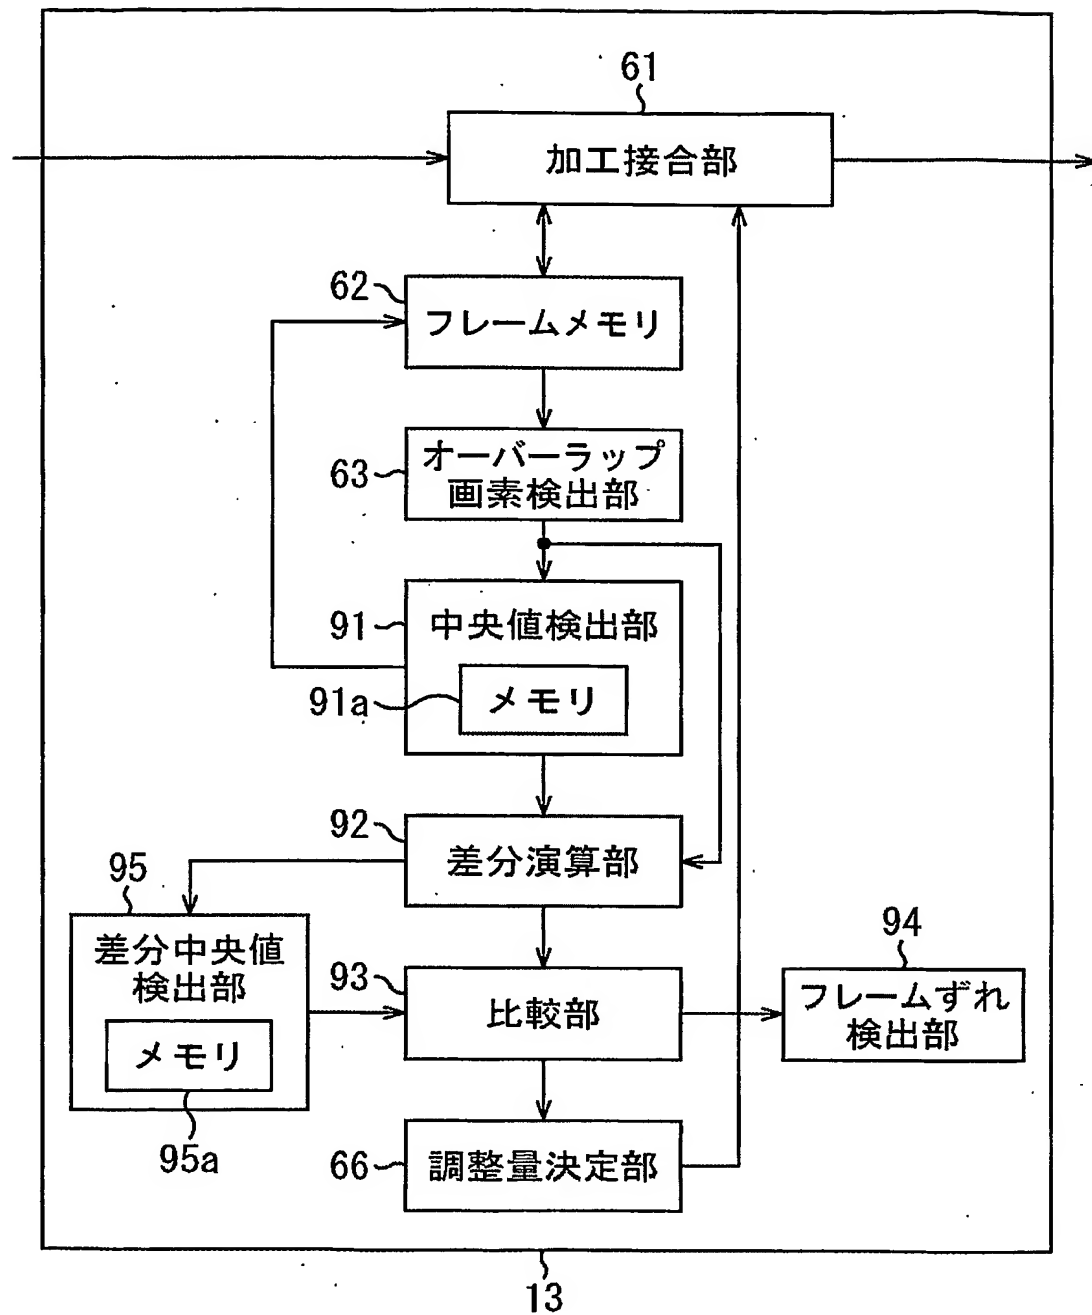 61
加工接合部
62
フレームメモリ
63
オーバーラップ
画素検出部
91
中央値検出部
91a
メモリ
92
差分演算部
95
差分中央値
検出部
メモリ
95a
93
比較部
94
フレームずれ
検出部
66
調整量決定部
13